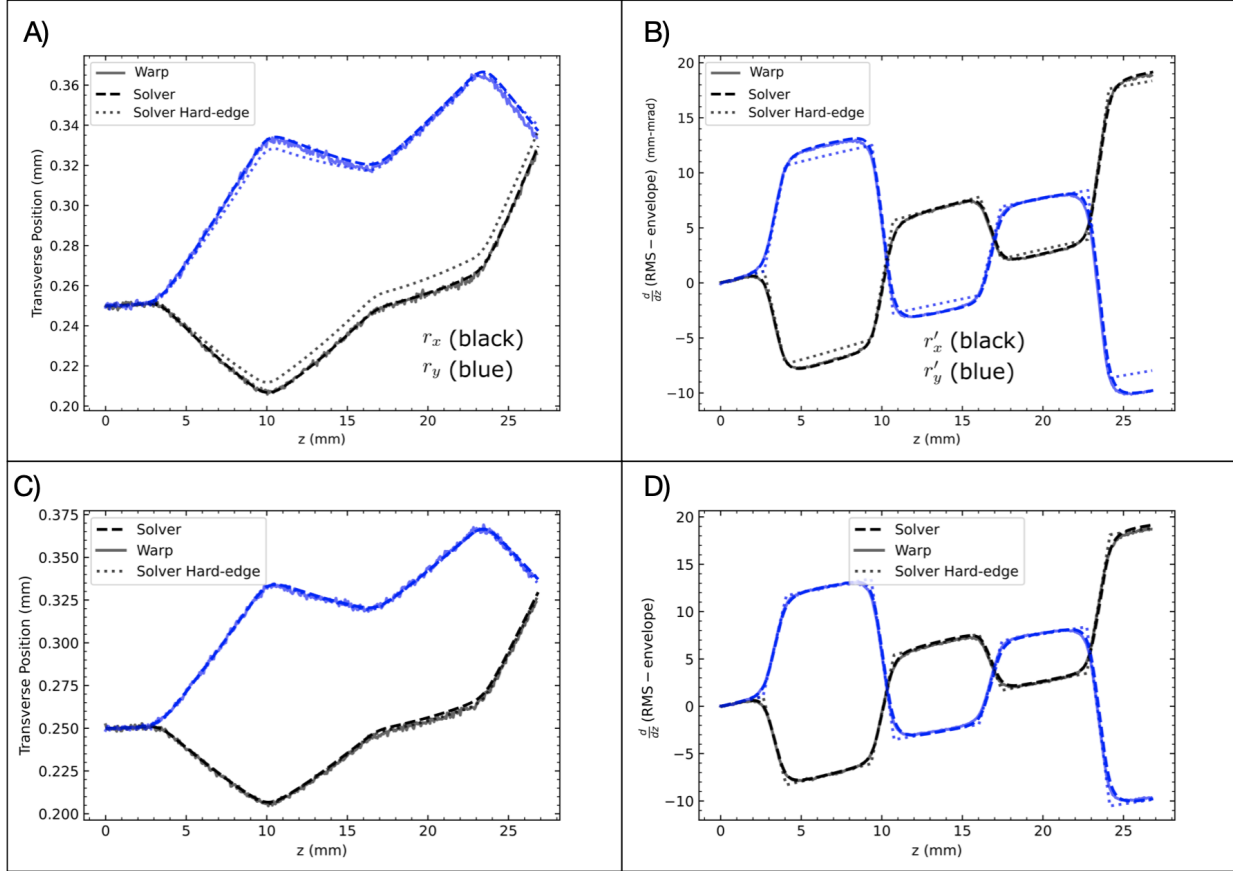 A)
Warp
Solver
Solver Hard-edge
0.36
0.34
0.32
0.30
0.28
0.26
0.24
0.22
0.20
Transverse Position (mm)
r_x (black)
r_y (blue)
0 5 10 15 20 25
z (mm)
B)
Warp
Solver
Solver Hard-edge
20
15
10
5
0
−5
−10
d/dz (RMS − envelope) (mm-mrad)
r′_x (black)
r′_y (blue)
0 5 10 15 20 25
z (mm)
C)
Solver
Warp
Solver Hard-edge
0.375
0.350
0.325
0.300
0.275
0.250
0.225
0.200
Transverse Position (mm)
0 5 10 15 20 25
z (mm)
D)
Solver
Warp
Solver Hard-edge
20
15
10
5
0
−5
−10
d/dz (RMS − envelope)
0 5 10 15 20 25
z (mm)